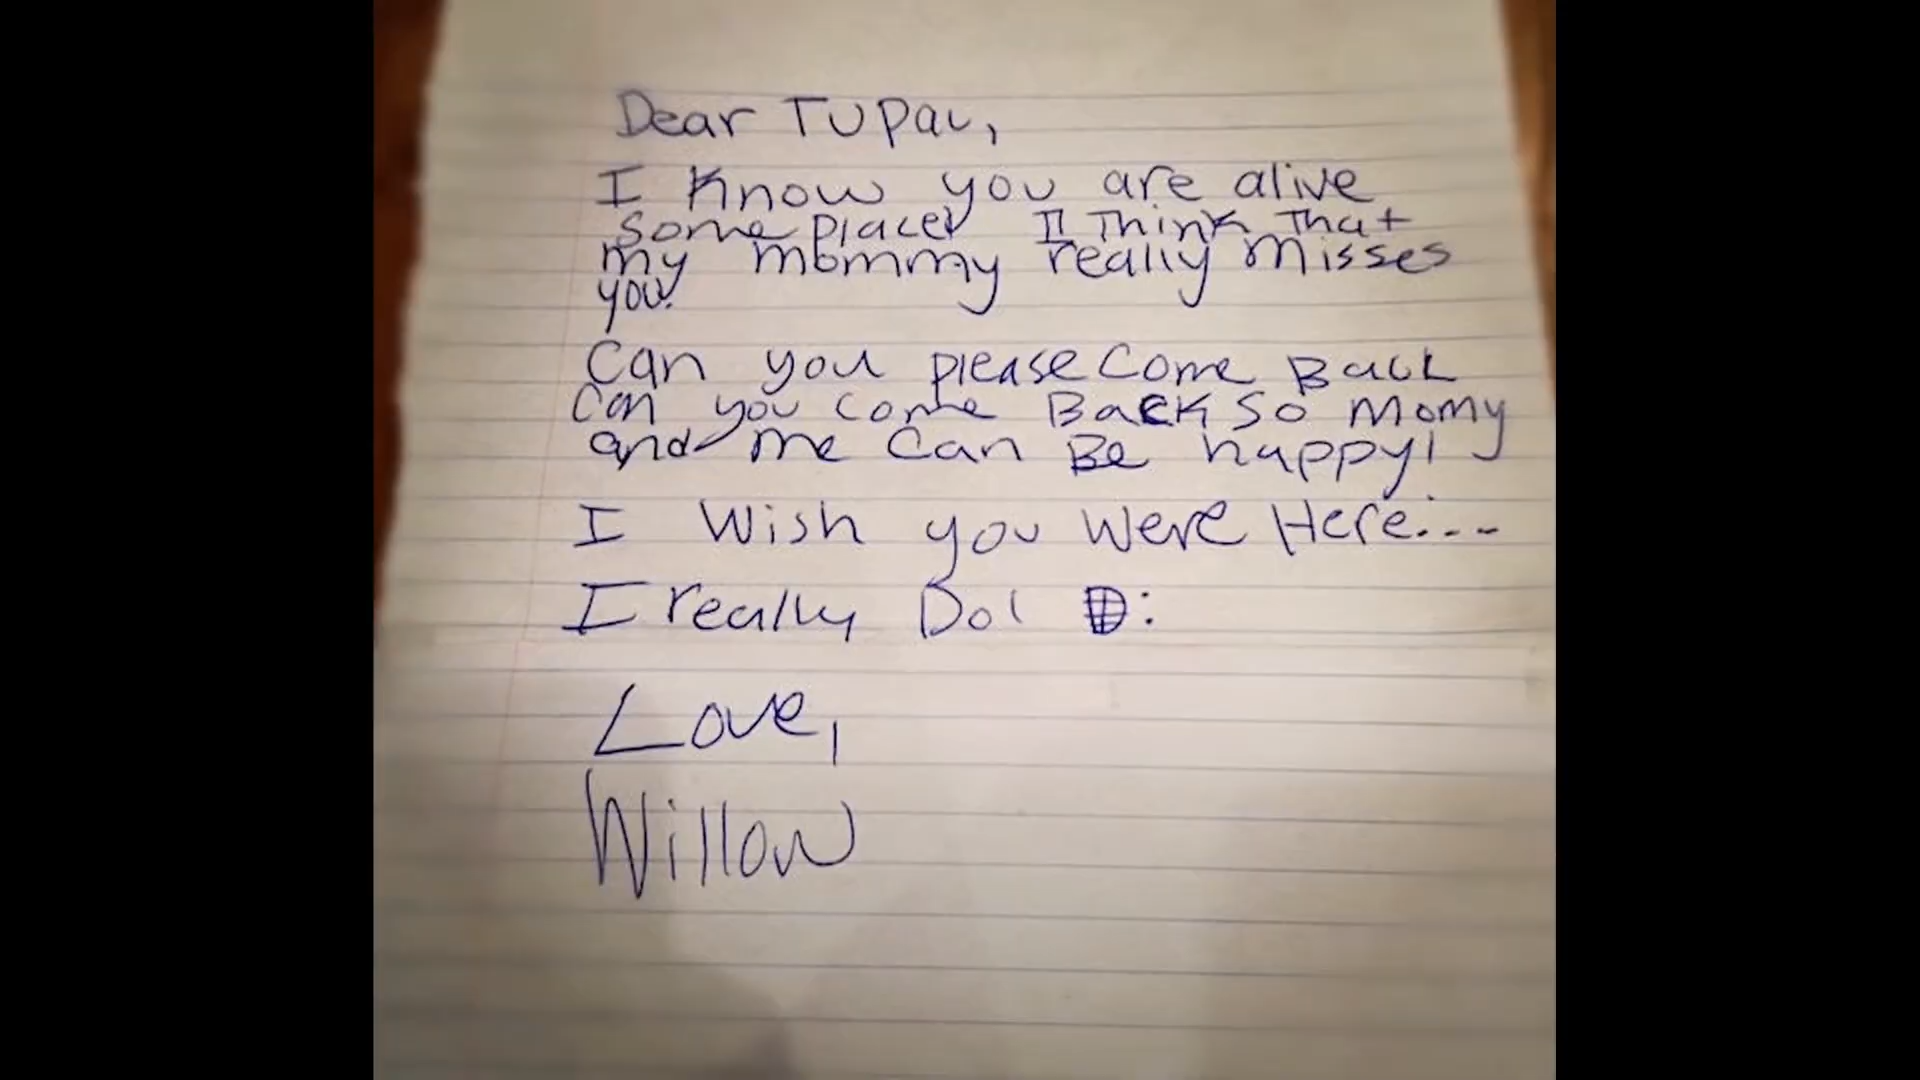 Dear Tupac,
I Know you are alive
some place! I Think That
my mommy really misses
you.
Can you please Come Back
Can you come Back so Momy
and me Can Be happy!
I Wish you Were Here....
I really Do! D:
Love,
Willow